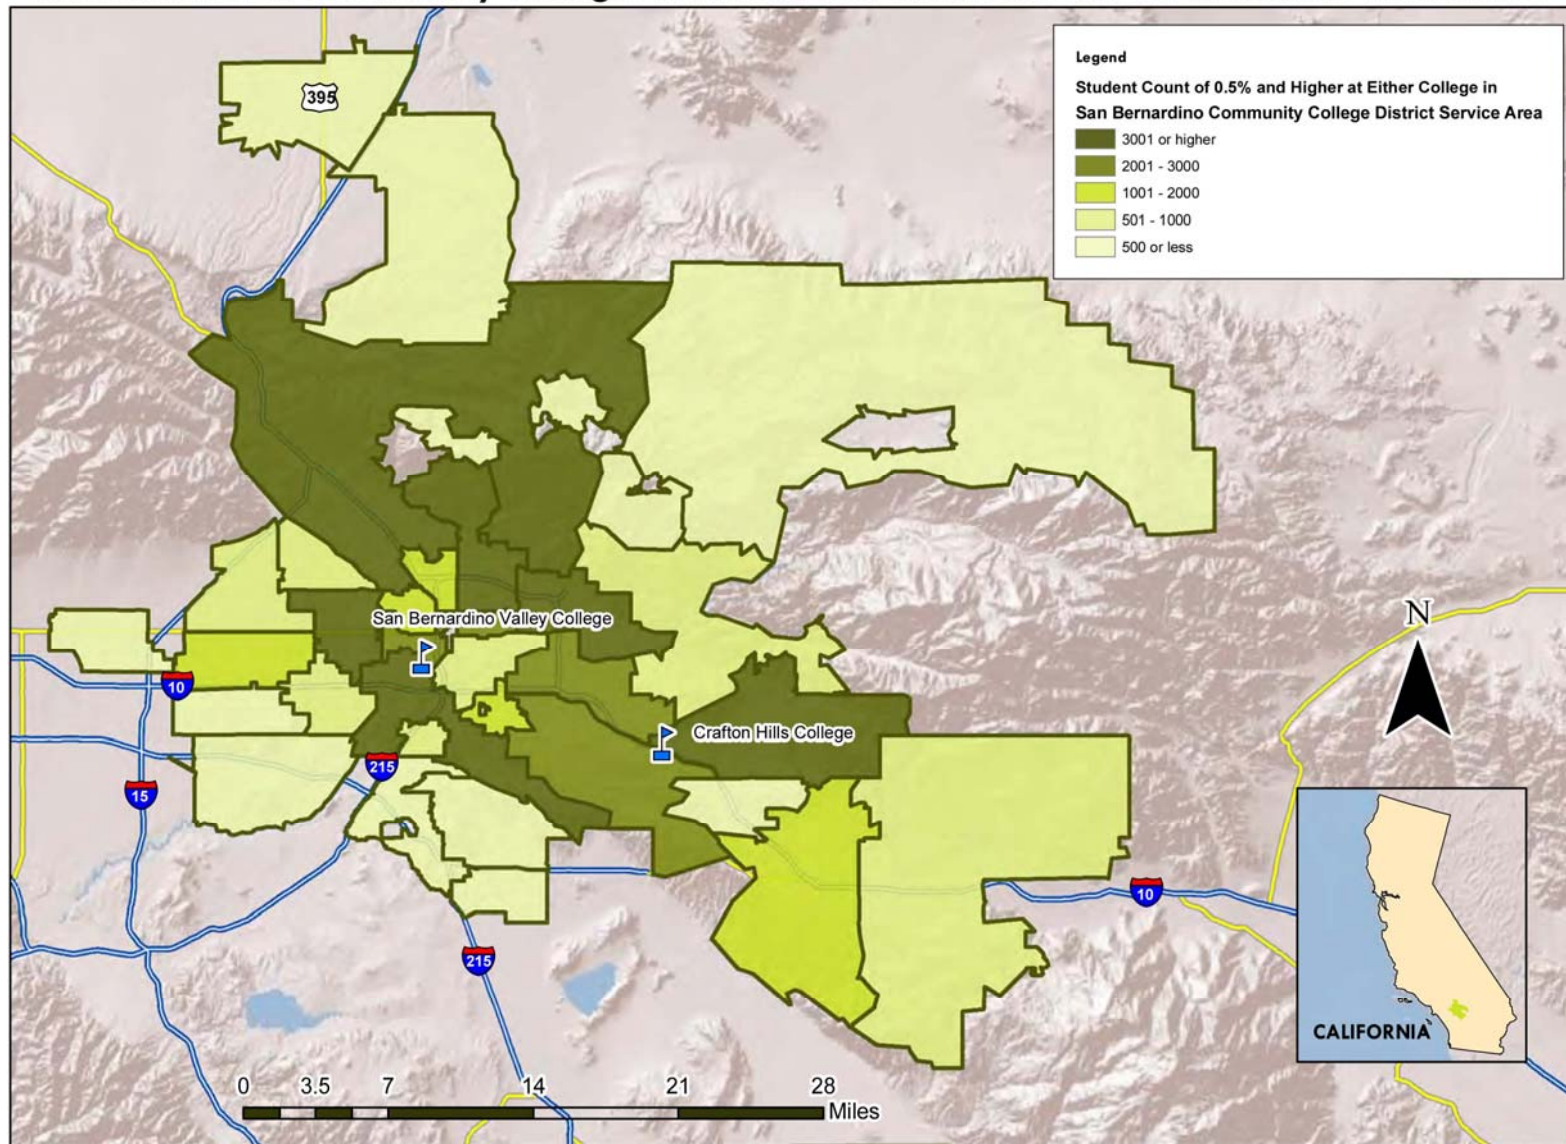 Legend
Student Count of 0.5% and Higher at Either College in
San Bernardino Community College District Service Area
3001 or higher
2001 - 3000
1001 - 2000
501 - 1000
500 or less
395
San Bernardino Valley College
10
Crafton Hills College
215
15
10
215
N
CALIFORNIA
0 3.5 7 14 21 28
Miles